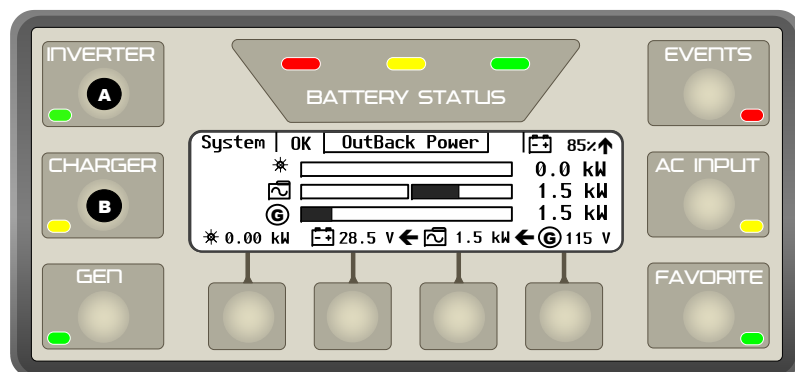 INVERTER
A
CHARGER
B
GEN
BATTERY STATUS
EVENTS
AC INPUT
FAVORITE
System OK OutBack Power 85%
0.0 kW
1.5 kW
G 1.5 kW
0.00 kW 28.5 V 1.5 kW G 115 V